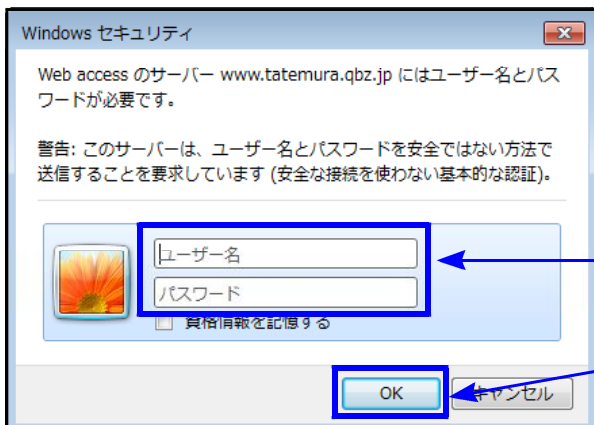 Windows セキュリティ
Web access のサーバー www.tatemura.qbz.jp にはユーザー名とパス
ワードが必要です。
警告: このサーバーは、ユーザー名とパスワードを安全ではない方法で
送信することを要求しています (安全な接続を使わない基本的な認証)。
ユーザー名
パスワード
資格情報を記憶する
OK
キャンセル